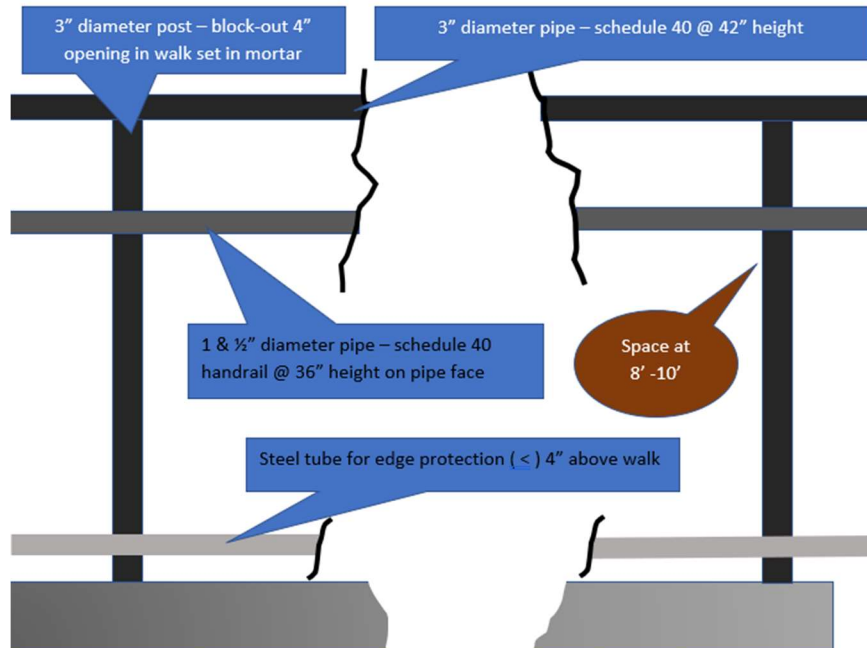 3” diameter post – block-out 4”
opening in walk set in mortar
3” diameter pipe – schedule 40 @ 42” height
1 & ½” diameter pipe – schedule 40
handrail @ 36” height on pipe face
Space at
8’ -10’
Steel tube for edge protection ( < ) 4” above walk